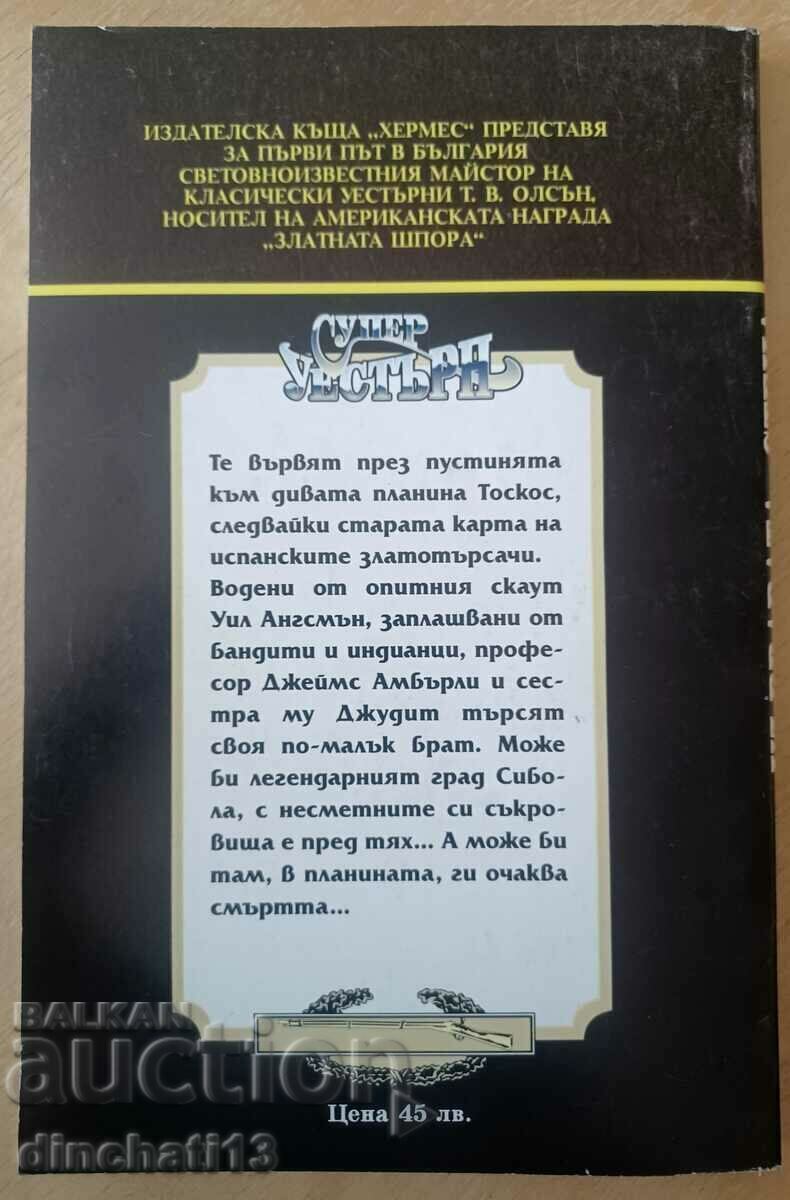 ИЗДАТЕЛСКА КЪЩА „ХЕРМЕС“ ПРЕДСТАВЯ
ЗА ПЪРВИ ПЪТ В БЪЛГАРИЯ
СВЕТОВНОИЗВЕСТНИЯ МАЙСТОР НА
КЛАСИЧЕСКИ УЕСТЪРНИ Т. В. ОЛСЪН,
НОСИТЕЛ НА АМЕРИКАНСКАТА НАГРАДА
„ЗЛАТНАТА ШПОРА“
СУПЕР
УЕСТЪРН
Те вървят през пустинята
към дивата планина Тоскос,
следвайки старата карта на
испанските златотърсачи.
Водени от опитния скаут
Уил Ангсмън, заплашвани от
бандити и индианци, профе-
сор Джеймс Амбърли и сес-
тра му Джудит търсят
своя по-малък брат. Може
би легендарният град Сибо-
ла, с несметните си съкро-
вища е пред тях... А може би
там, в планината, ги очаква
смъртта...
Цена 45 лв.
BALKAN
auction
dinchati13